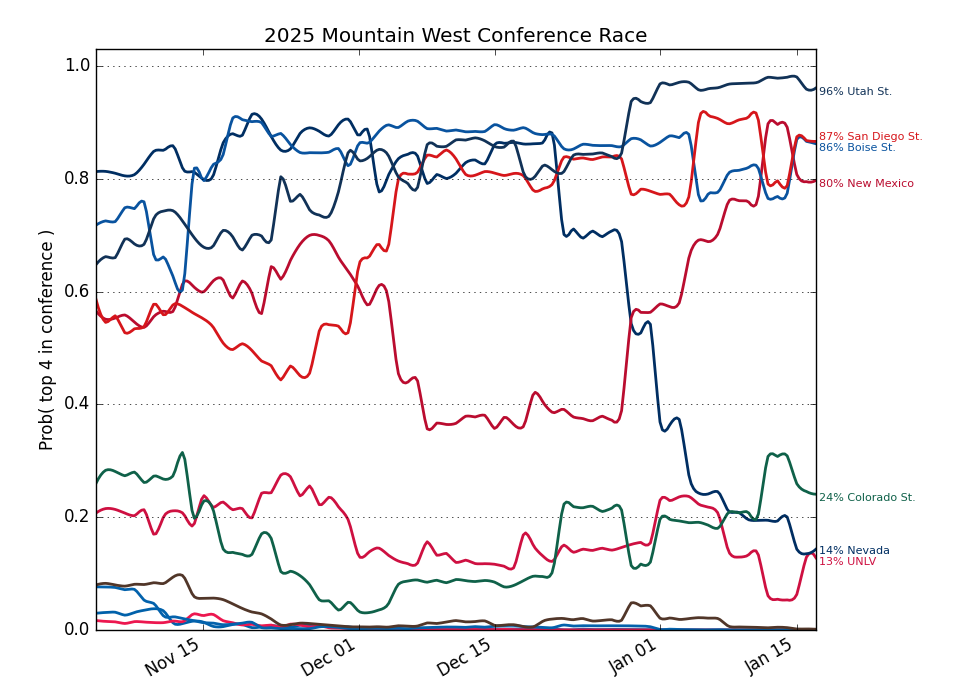 2025 Mountain West Conference Race
Prob( top 4 in conference )
1.0
0.8
0.6
0.4
0.2
0.0
Nov 15
Dec 01
Dec 15
Jan 01
Jan 15
96% Utah St.
87% San Diego St.
86% Boise St.
80% New Mexico
24% Colorado St.
14% Nevada
13% UNLV